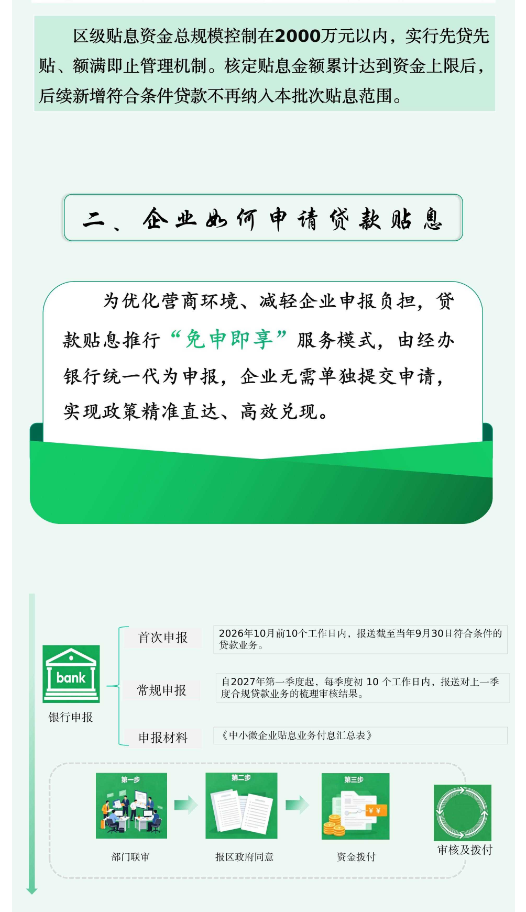 区级贴息资金总规模控制在2000万元以内，实行先贷先
贴、额满即止管理机制。核定贴息金额累计达到资金上限后，
后续新增符合条件贷款不再纳入本批次贴息范围。
二、企业如何申请贷款贴息
为优化营商环境、减轻企业申报负担，贷
款贴息推行“免申即享”服务模式，由经办
银行统一代为申报，企业无需单独提交申请，
实现政策精准直达、高效兑现。
bank
银行申报
首次申报
2026年10月前10个工作日内，报送截至当年9月30日符合条件的
贷款业务。
常规申报
自2027年第一季度起，每季度初 10 个工作日内，报送对上一季
度合规贷款业务的梳理审核结果。
申报材料
《中小微企业贴息业务付息汇总表》
第一步
部门联审
第二步
报区政府同意
第三步
资金拨付
审核及拨付